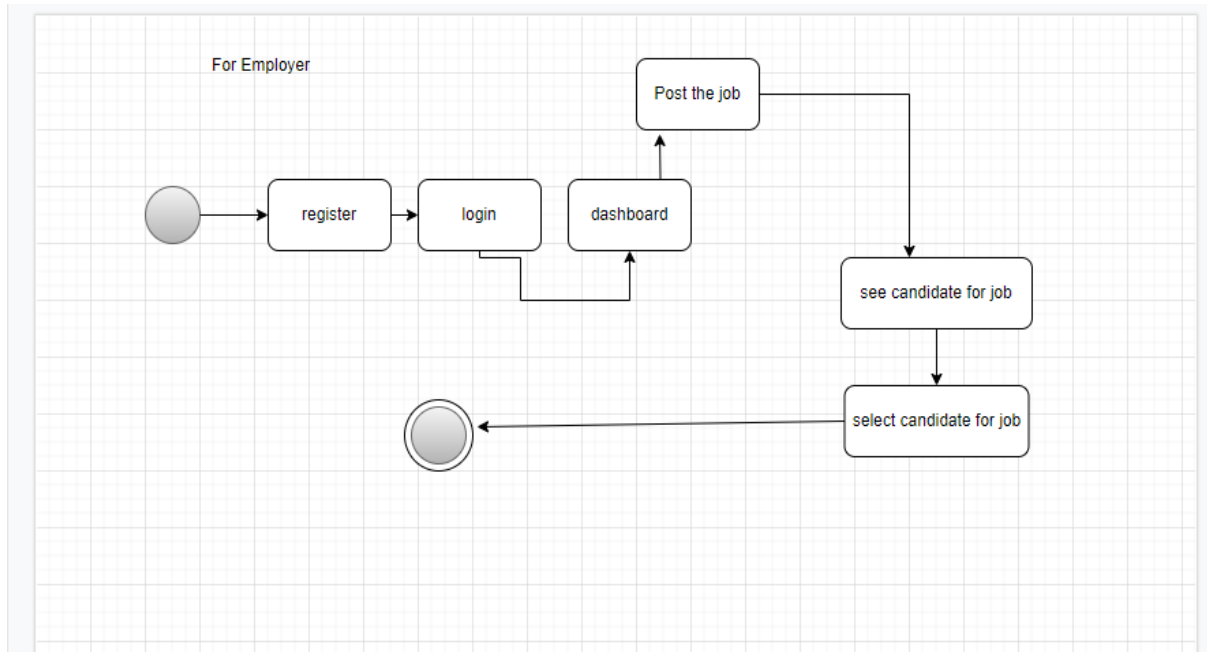 For Employer
Post the job
register
login
dashboard
see candidate for job
select candidate for job